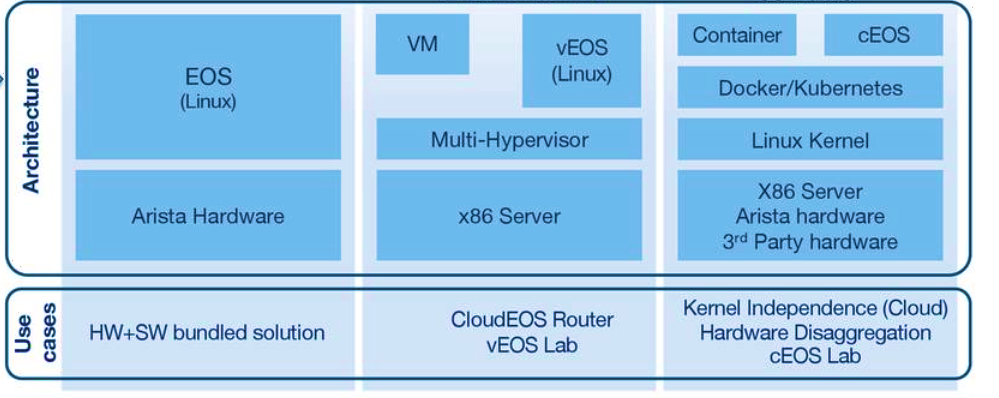 Architecture
EOS
(Linux)
Arista Hardware
VM
vEOS
(Linux)
Multi-Hypervisor
x86 Server
Container
cEOS
Docker/Kubernetes
Linux Kernel
X86 Server
Arista hardware
3rd Party hardware
Use
cases
HW+SW bundled solution
CloudEOS Router
vEOS Lab
Kernel Independence (Cloud)
Hardware Disaggregation
cEOS Lab